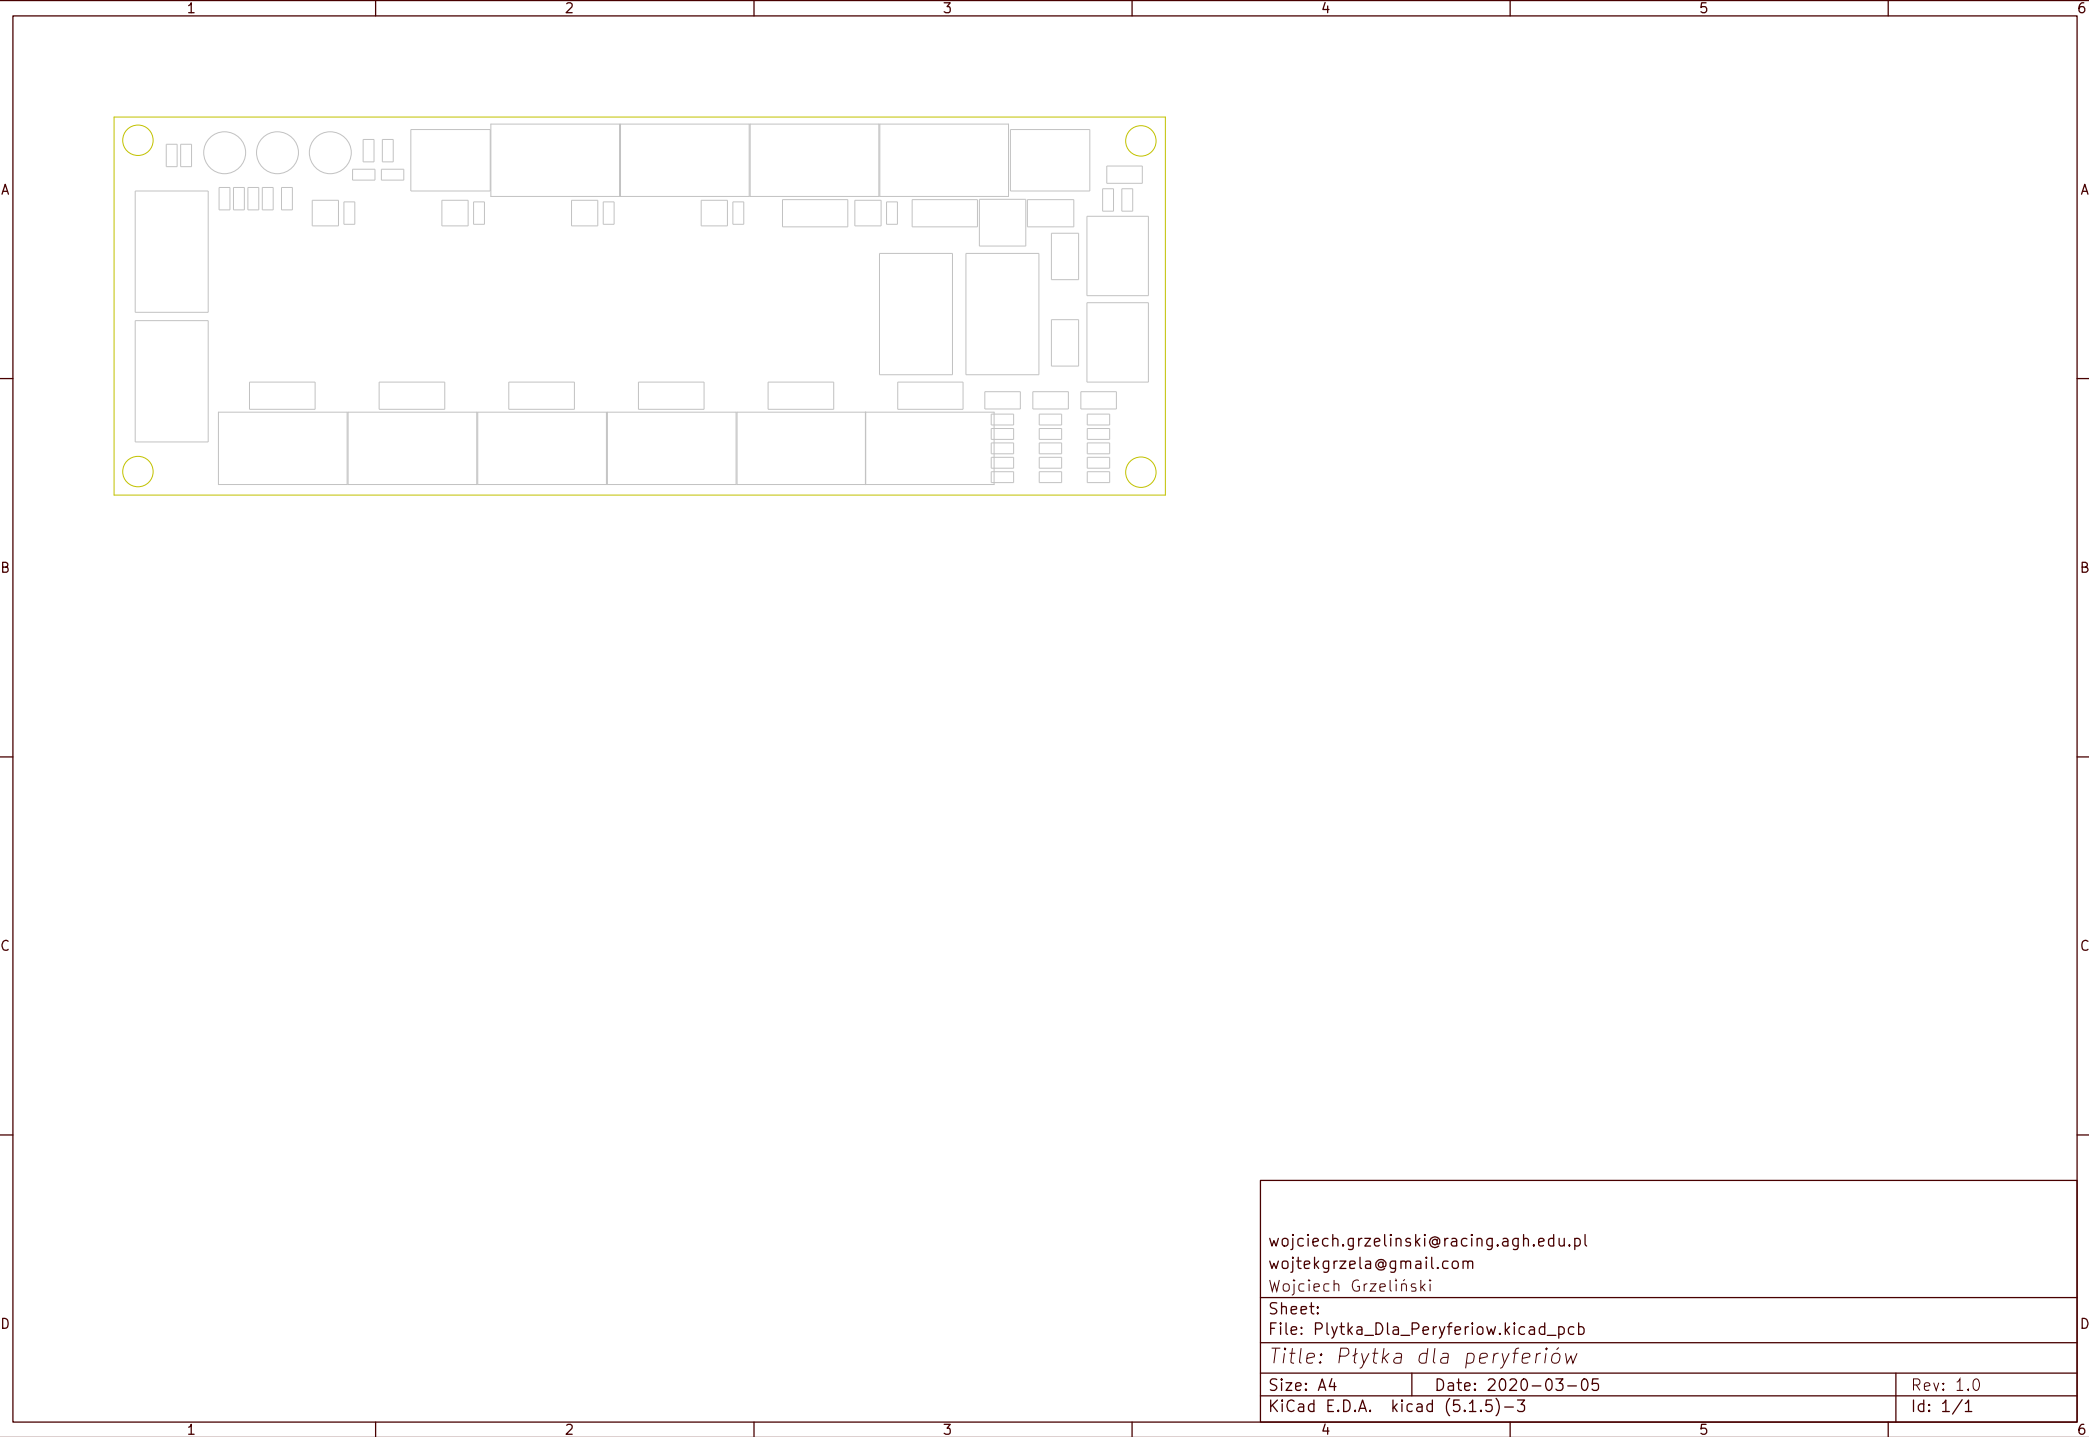 1 2 3 4 5 6
A A
B B
C C
D D
wojciech.grzelinski@racing.agh.edu.pl
wojtekgrzela@gmail.com
Wojciech Grzeliński
Sheet:
File: Plytka_Dla_Peryferiow.kicad_pcb
Title: Płytka dla peryferiów
Size: A4 Date: 2020-03-05 Rev: 1.0
KiCad E.D.A. kicad (5.1.5)-3 Id: 1/1
1 2 3 4 5 6